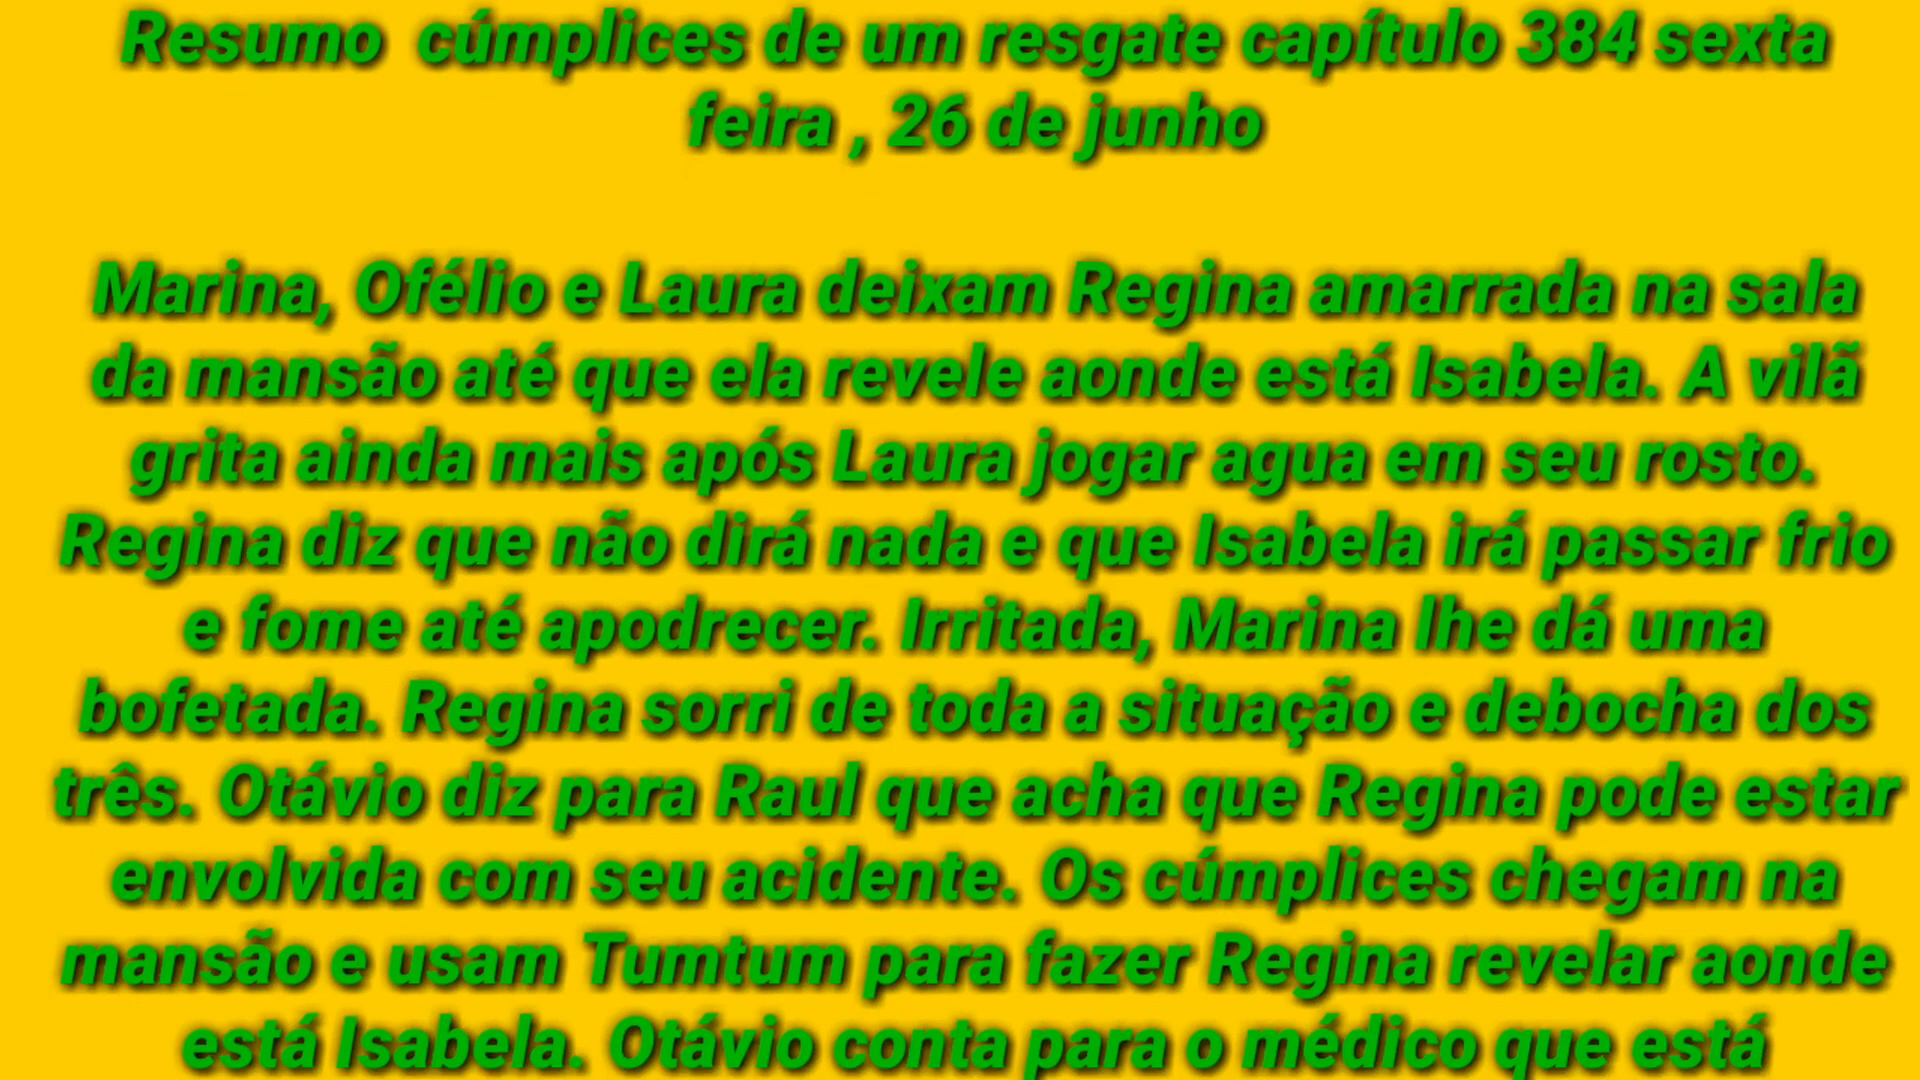 Resumo cúmplices de um resgate capítulo 384 sexta
feira , 26 de junho
Marina, Ofélio e Laura deixam Regina amarrada na sala
da mansão até que ela revele aonde está Isabela. A vilã
grita ainda mais após Laura jogar agua em seu rosto.
Regina diz que não dirá nada e que Isabela irá passar frio
e fome até apodrecer. Irritada, Marina lhe dá uma
bofetada. Regina sorri de toda a situação e debocha dos
três. Otávio diz para Raul que acha que Regina pode estar
envolvida com seu acidente. Os cúmplices chegam na
mansão e usam Tumtum para fazer Regina revelar aonde
está Isabela. Otávio conta para o médico que está